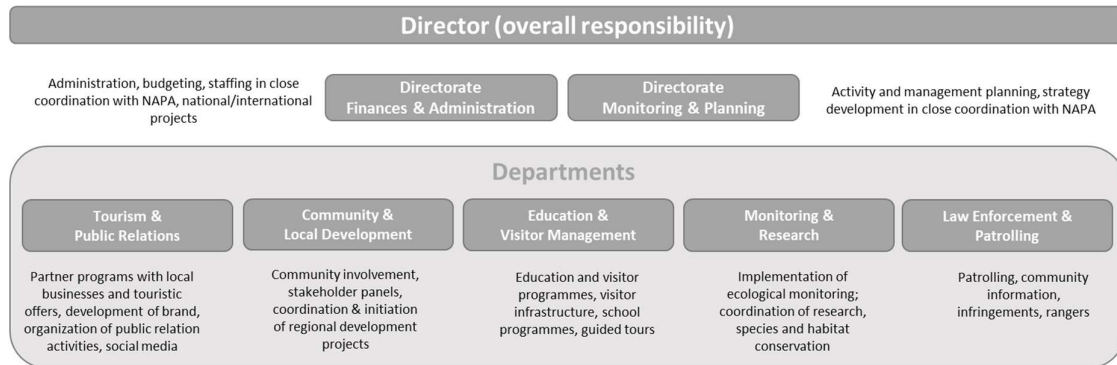 Director (overall responsibility)
Administration, budgeting, staffing in close
coordination with NAPA, national/international
projects
Directorate
Finances & Administration
Directorate
Monitoring & Planning
Activity and management planning, strategy
development in close coordination with NAPA
Departments
Tourism &
Public Relations
Partner programs with local
businesses and touristic
offers, development of brand,
organization of public relation
activities, social media
Community &
Local Development
Community involvement,
stakeholder panels,
coordination & initiation
of regional development
projects
Education &
Visitor Management
Education and visitor
programmes, visitor
infrastructure, school
programmes, guided tours
Monitoring &
Research
Implementation of
ecological monitoring;
coordination of research,
species and habitat
conservation
Law Enforcement &
Patrolling
Patrolling, community
information,
infringements, rangers